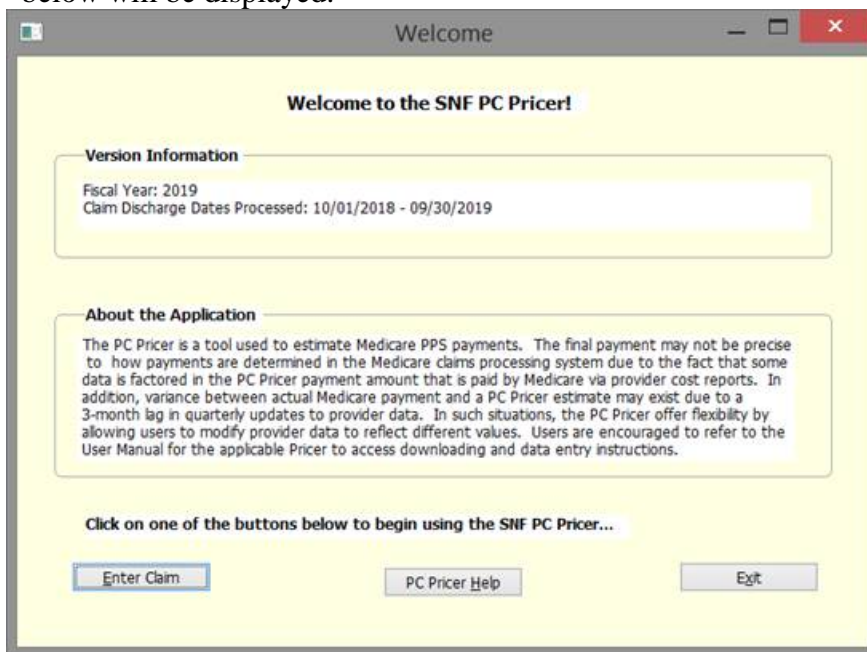 below will be displayed.
Welcome
Welcome to the SNF PC Pricer!
Version Information
Fiscal Year: 2019
Claim Discharge Dates Processed: 10/01/2018 - 09/30/2019
About the Application
The PC Pricer is a tool used to estimate Medicare PPS payments. The final payment may not be precise
to how payments are determined in the Medicare claims processing system due to the fact that some
data is factored in the PC Pricer payment amount that is paid by Medicare via provider cost reports. In
addition, variance between actual Medicare payment and a PC Pricer estimate may exist due to a
3-month lag in quarterly updates to provider data. In such situations, the PC Pricer offer flexibility by
allowing users to modify provider data to reflect different values. Users are encouraged to refer to the
User Manual for the applicable Pricer to access downloading and data entry instructions.
Click on one of the buttons below to begin using the SNF PC Pricer...
Enter Claim PC Pricer Help Exit